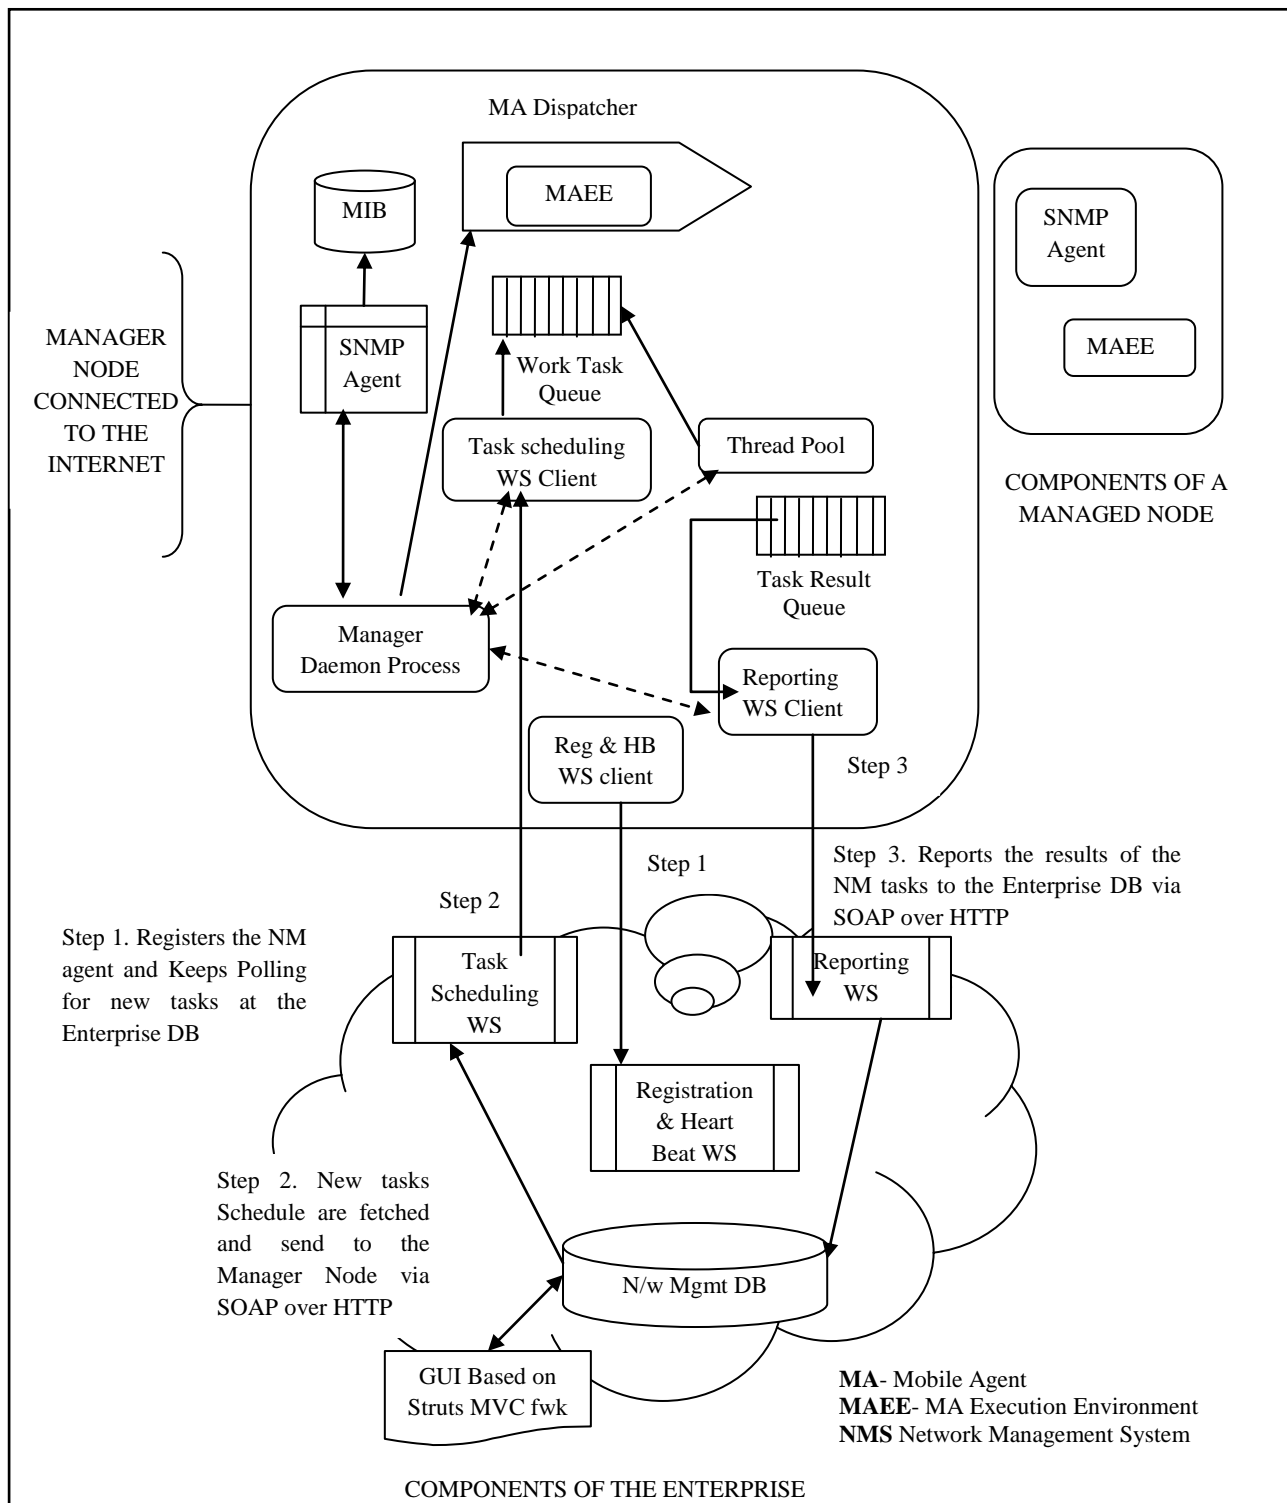 MA Dispatcher
MAEE
MIB
SNMP
Agent
MANAGER
NODE
CONNECTED
TO THE
INTERNET
SNMP
Agent
Work Task
Queue
MAEE
Task scheduling
WS Client
Thread Pool
COMPONENTS OF A
MANAGED NODE
Task Result
Queue
Manager
Daemon Process
Reporting
WS Client
Reg & HB
WS client
Step 3
Step 1
Step 3. Reports the results of the
NM tasks to the Enterprise DB via
SOAP over HTTP
Step 2
Step 1. Registers the NM
agent and Keeps Polling
for new tasks at the
Enterprise DB
Task
Scheduling
WS
Reporting
WS
Registration
& Heart
Beat WS
Step 2. New tasks
Schedule are fetched
and send to the
Manager Node via
SOAP over HTTP
N/w Mgmt DB
GUI Based on
Struts MVC fwk
MA- Mobile Agent
MAEE- MA Execution Environment
NMS Network Management System
COMPONENTS OF THE ENTERPRISE